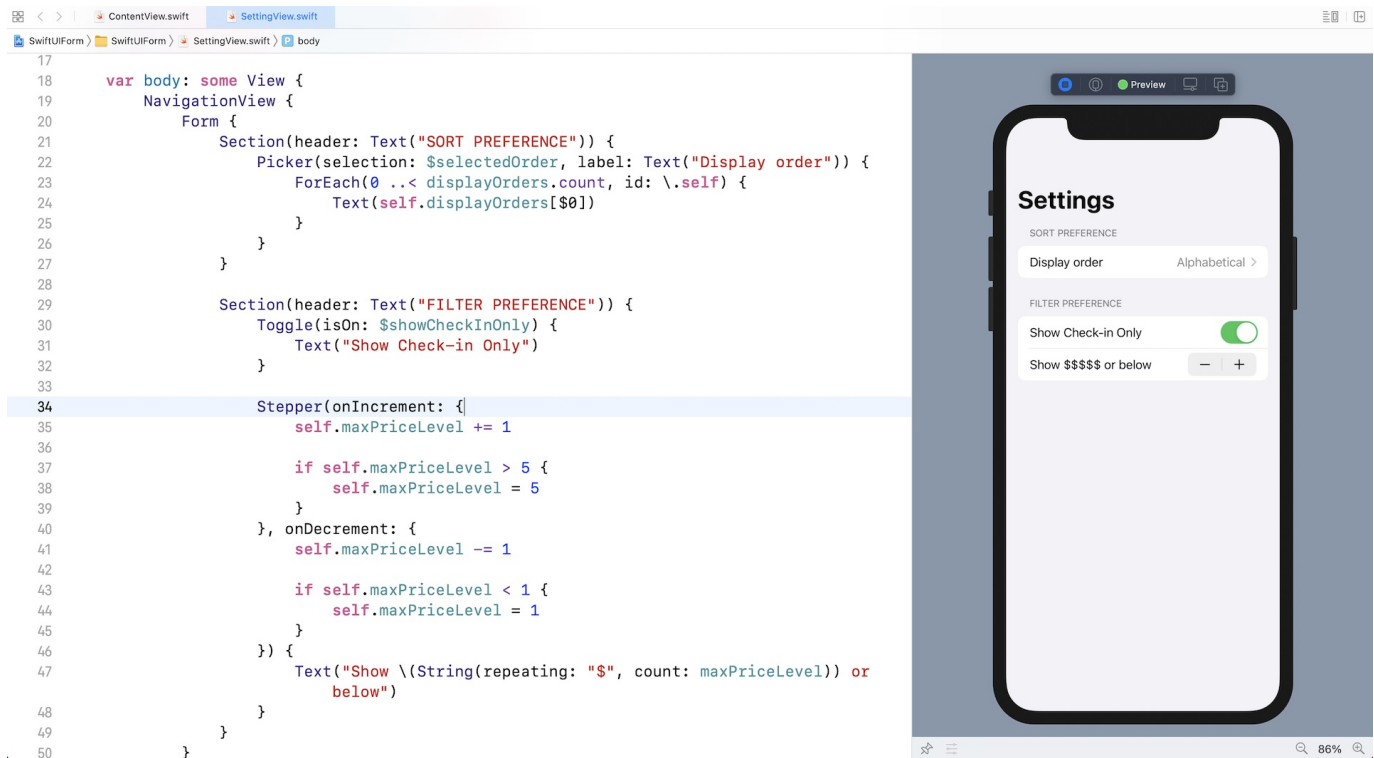 ContentView.swift
SettingView.swift
SwiftUIForm
SwiftUIForm
SettingView.swift
P
body
17
18 var body: some View {
19 NavigationView {
20 Form {
21 Section(header: Text("SORT PREFERENCE")) {
22 Picker(selection: $selectedOrder, label: Text("Display order")) {
23 ForEach(0 ..< displayOrders.count, id: \.self) {
24 Text(self.displayOrders[$0])
25 }
26 }
27 }
28
29 Section(header: Text("FILTER PREFERENCE")) {
30 Toggle(isOn: $showCheckInOnly) {
31 Text("Show Check-in Only")
32 }
33
34 Stepper(onIncrement: {
35 self.maxPriceLevel += 1
36
37 if self.maxPriceLevel > 5 {
38 self.maxPriceLevel = 5
39 }
40 }, onDecrement: {
41 self.maxPriceLevel -= 1
42
43 if self.maxPriceLevel < 1 {
44 self.maxPriceLevel = 1
45 }
46 }) {
47 Text("Show \(String(repeating: "$", count: maxPriceLevel)) or
below")
48 }
49 }
50 }
Preview
Settings
SORT PREFERENCE
Display order Alphabetical >
FILTER PREFERENCE
Show Check-in Only
Show $$$$$ or below − +
86%